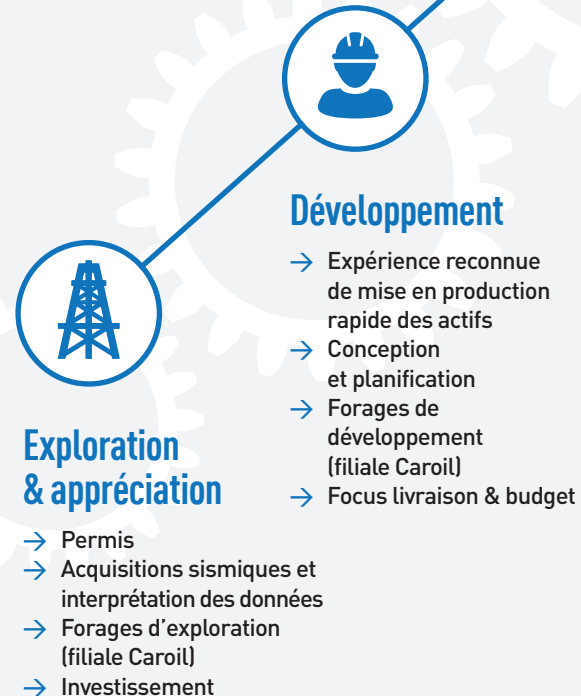 Développement
→ Expérience reconnue
de mise en production
rapide des actifs
→ Conception
et planification
→ Forages de
développement
(filiale Caroil)
→ Focus livraison & budget
Exploration
& appréciation
→ Permis
→ Acquisitions sismiques et
interprétation des données
→ Forages d’exploration
(filiale Caroil)
→ Investissement